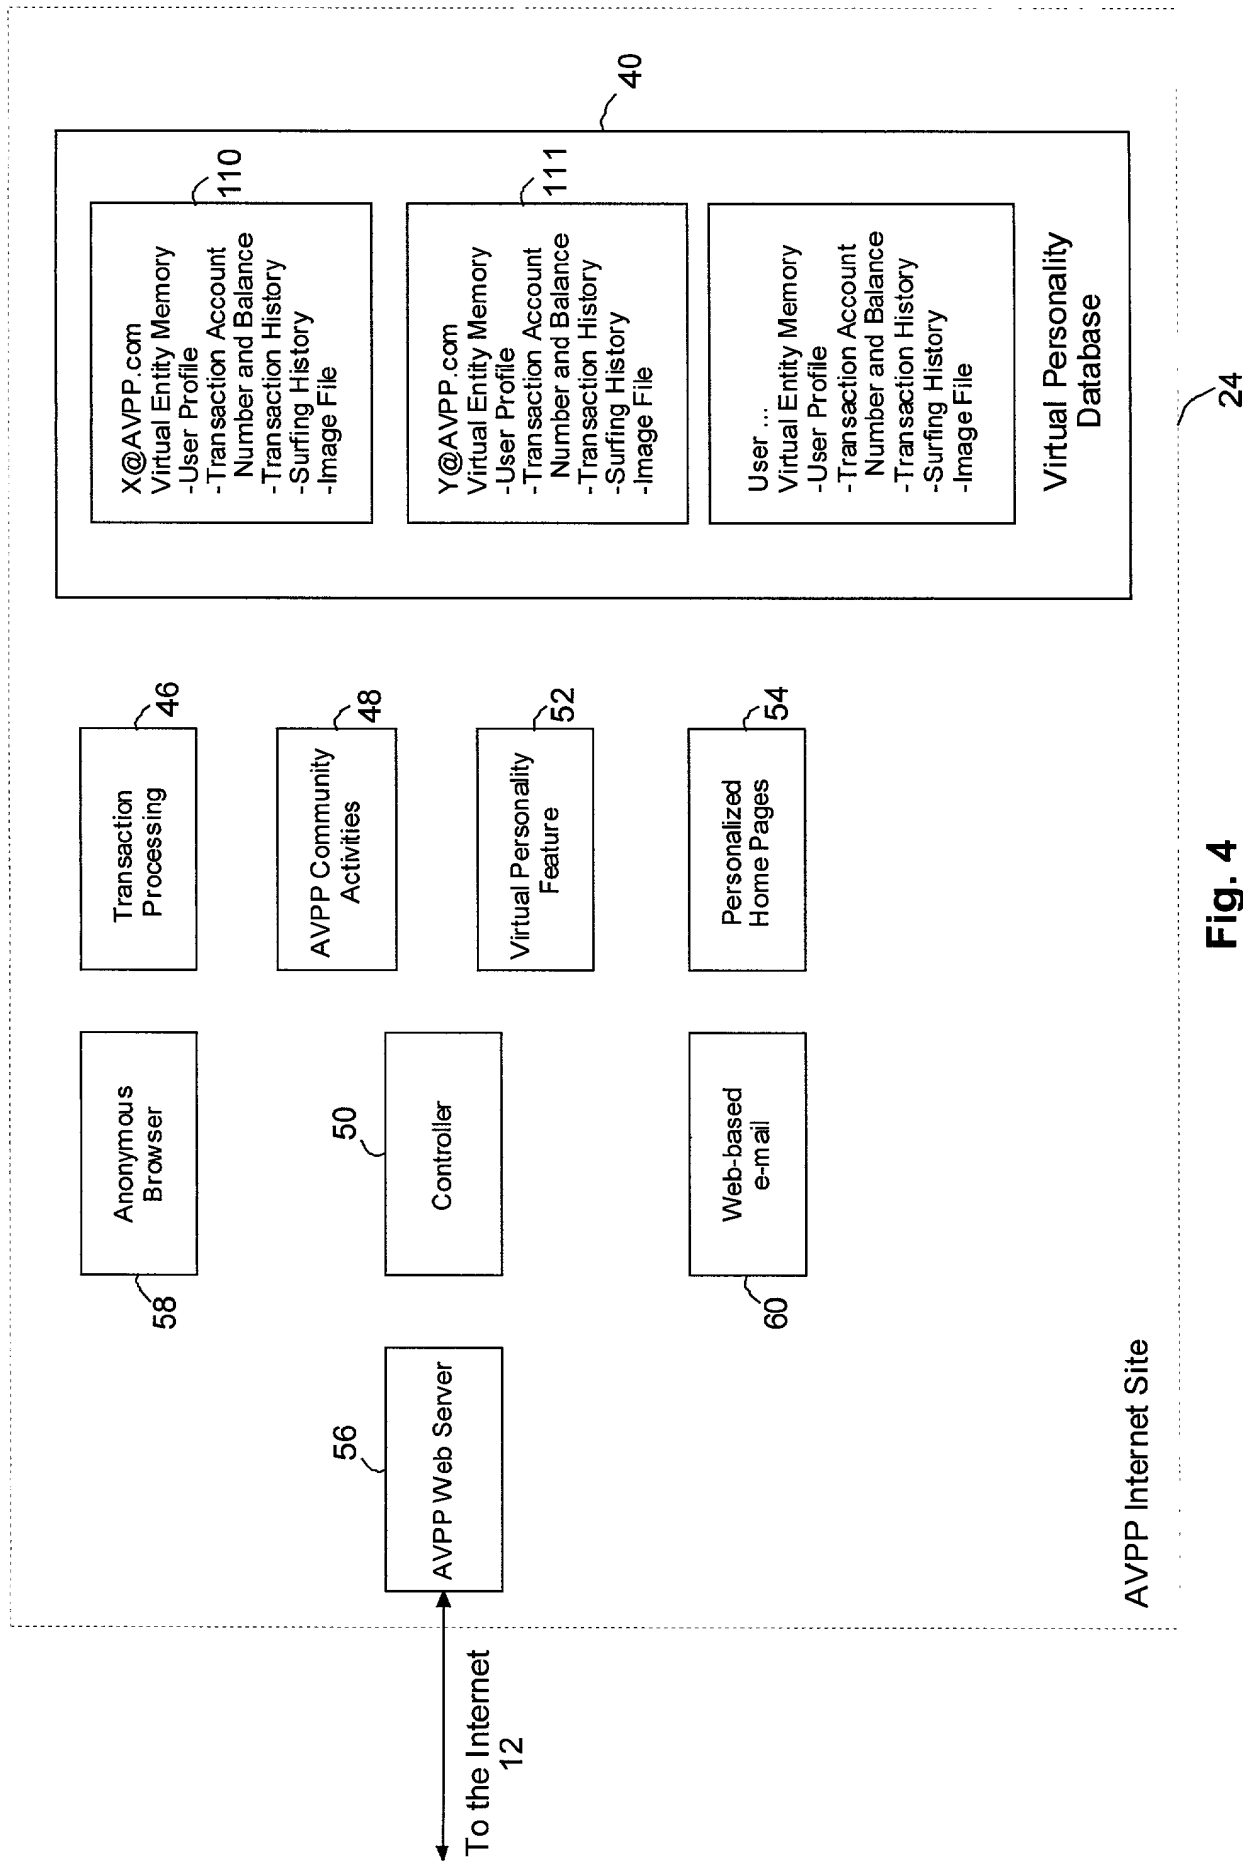 To the Internet
12
56
AVPP Web Server
58
Anonymous
Browser
50
Controller
60
Web-based
e-mail
Transaction
Processing
46
AVPP Community
Activities
48
Virtual Personality
Feature
52
Personalized
Home Pages
54
X@AVPP.com
Virtual Entity Memory
-User Profile
-Transaction Account
Number and Balance
-Transaction History
-Surfing History
-Image File
110
Y@AVPP.com
Virtual Entity Memory
-User Profile
-Transaction Account
Number and Balance
-Transaction History
-Surfing History
-Image File
111
User ...
Virtual Entity Memory
-User Profile
-Transaction Account
Number and Balance
-Transaction History
-Surfing History
-Image File
Virtual Personality
Database
40
AVPP Internet Site
24
Fig. 4